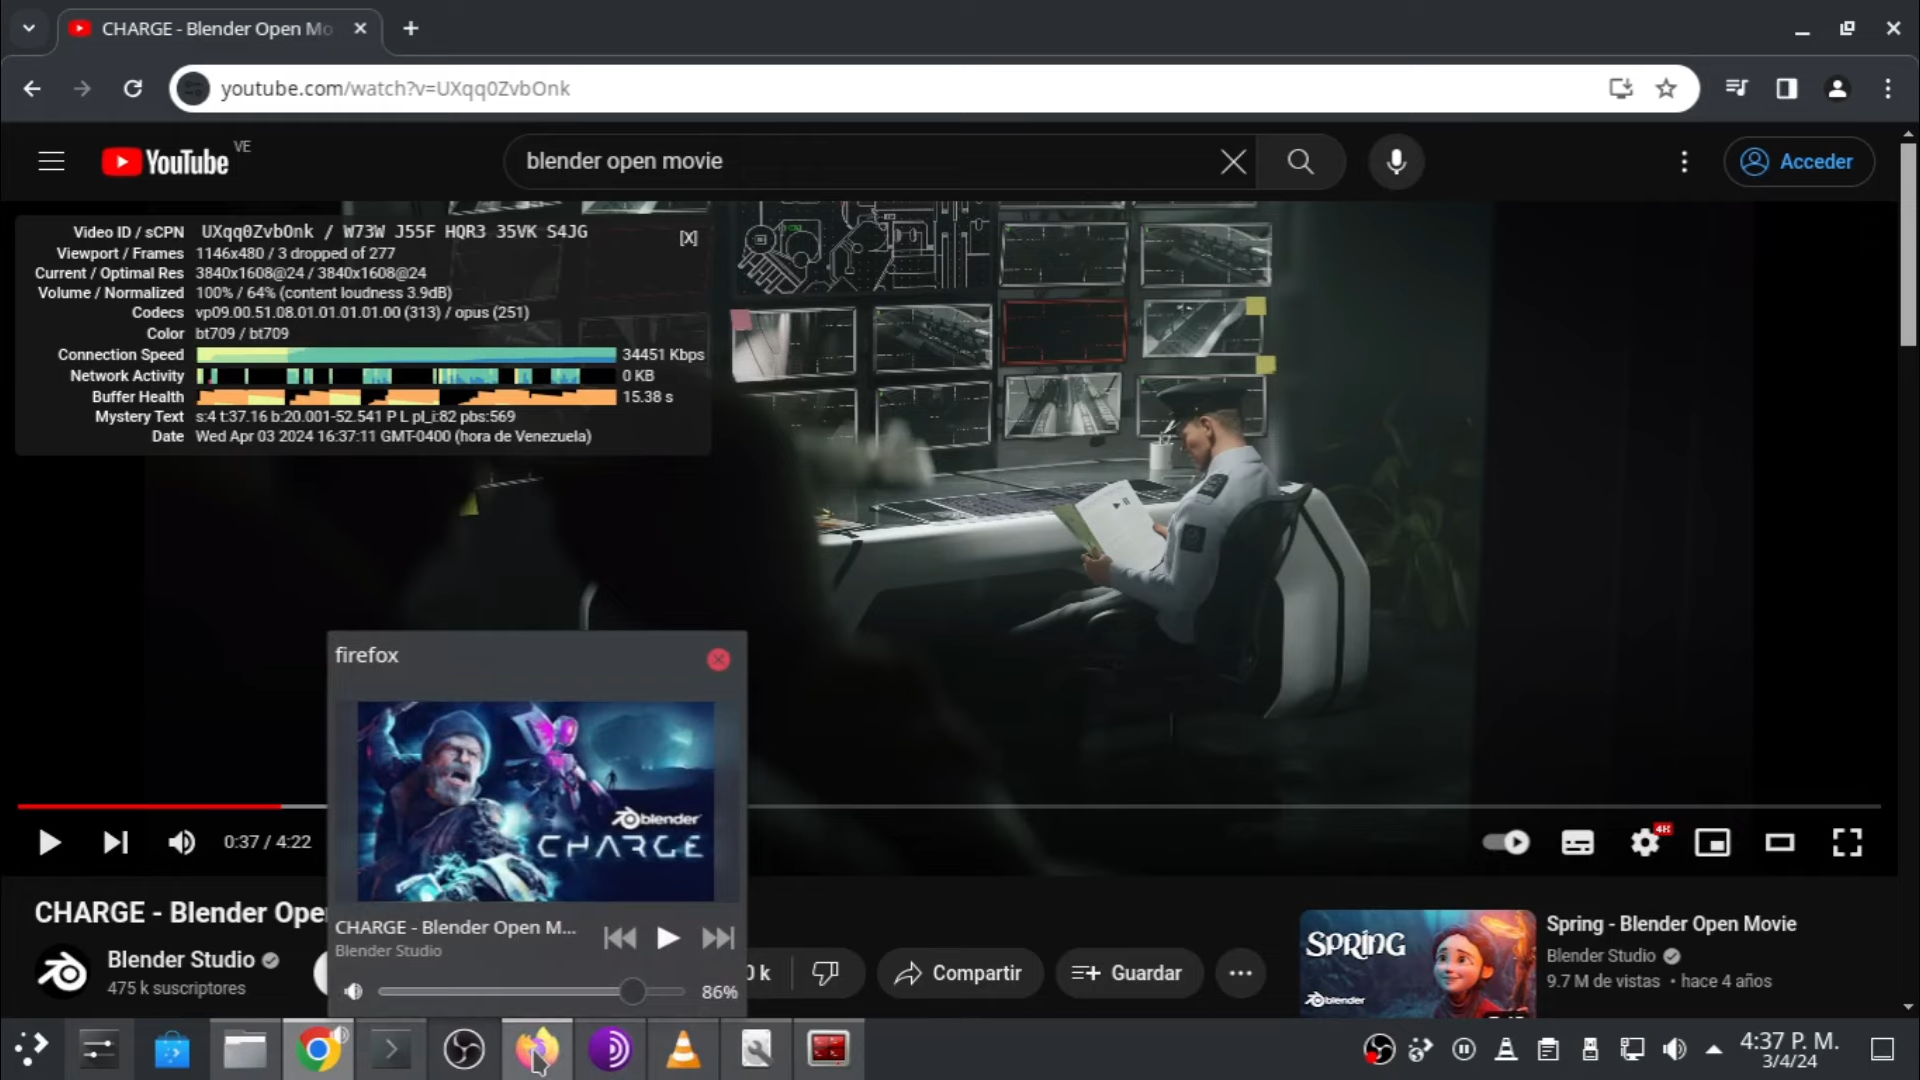 CHARGE - Blender Open Mo
youtube.com/watch?v=UXqq0ZvbOnk
YouTube VE
blender open movie
Acceder
Video ID / sCPN UXqq0ZvbOnk / W73W J55F HQR3 35VK S4JG [X]
Viewport / Frames 1146x480 / 3 dropped of 277
Current / Optimal Res 3840x1608@24 / 3840x1608@24
Volume / Normalized 100% / 64% (content loudness 3.9dB)
Codecs vp09.00.51.08.01.01.01.01.00 (313) / opus (251)
Color bt709 / bt709
Connection Speed 34451 Kbps
Network Activity 0 KB
Buffer Health 15.38 s
Mystery Text s:4 t:37.16 b:20.001-52.541 P L pl_i:82 pbs:569
Date Wed Apr 03 2024 16:37:11 GMT-0400 (hora de Venezuela)
firefox
blender
CHARGE
CHARGE - Blender Open M...
Blender Studio
86%
0:37 / 4:22
4K
CHARGE - Blender Ope
Blender Studio
475 k suscriptores
0 k
Compartir
Guardar
SPRING
blender
Spring - Blender Open Movie
Blender Studio
9.7 M de vistas • hace 4 años
4:37 P. M.
3/4/24